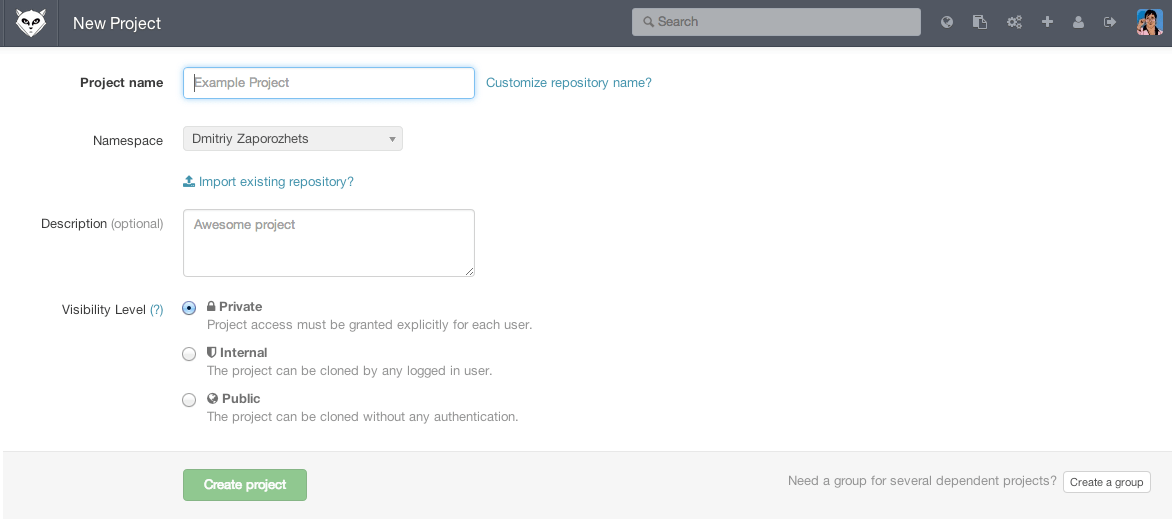 New Project
Search
Project name
Example Project
Customize repository name?
Namespace
Dmitriy Zaporozhets
Import existing repository?
Description (optional)
Awesome project
Visibility Level (?)
Private
Project access must be granted explicitly for each user.
Internal
The project can be cloned by any logged in user.
Public
The project can be cloned without any authentication.
Create project
Need a group for several dependent projects?
Create a group